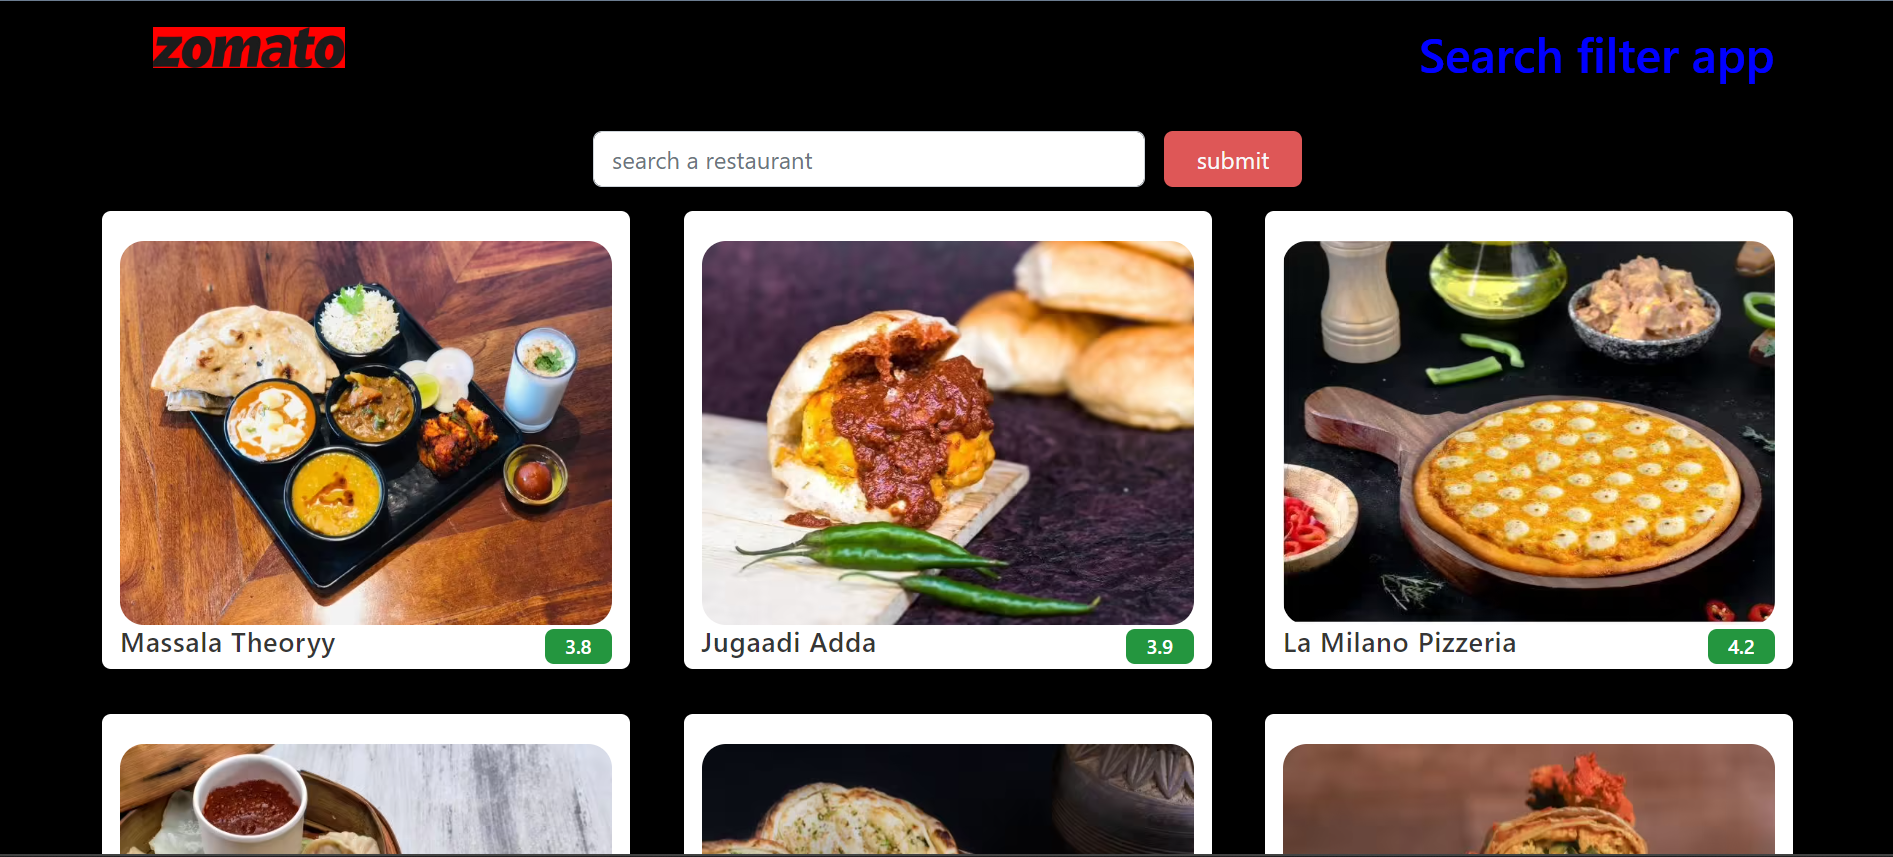 zomato
Search filter app
search a restaurant
submit
Massala Theoryy
3.8
Jugaadi Adda
3.9
La Milano Pizzeria
4.2